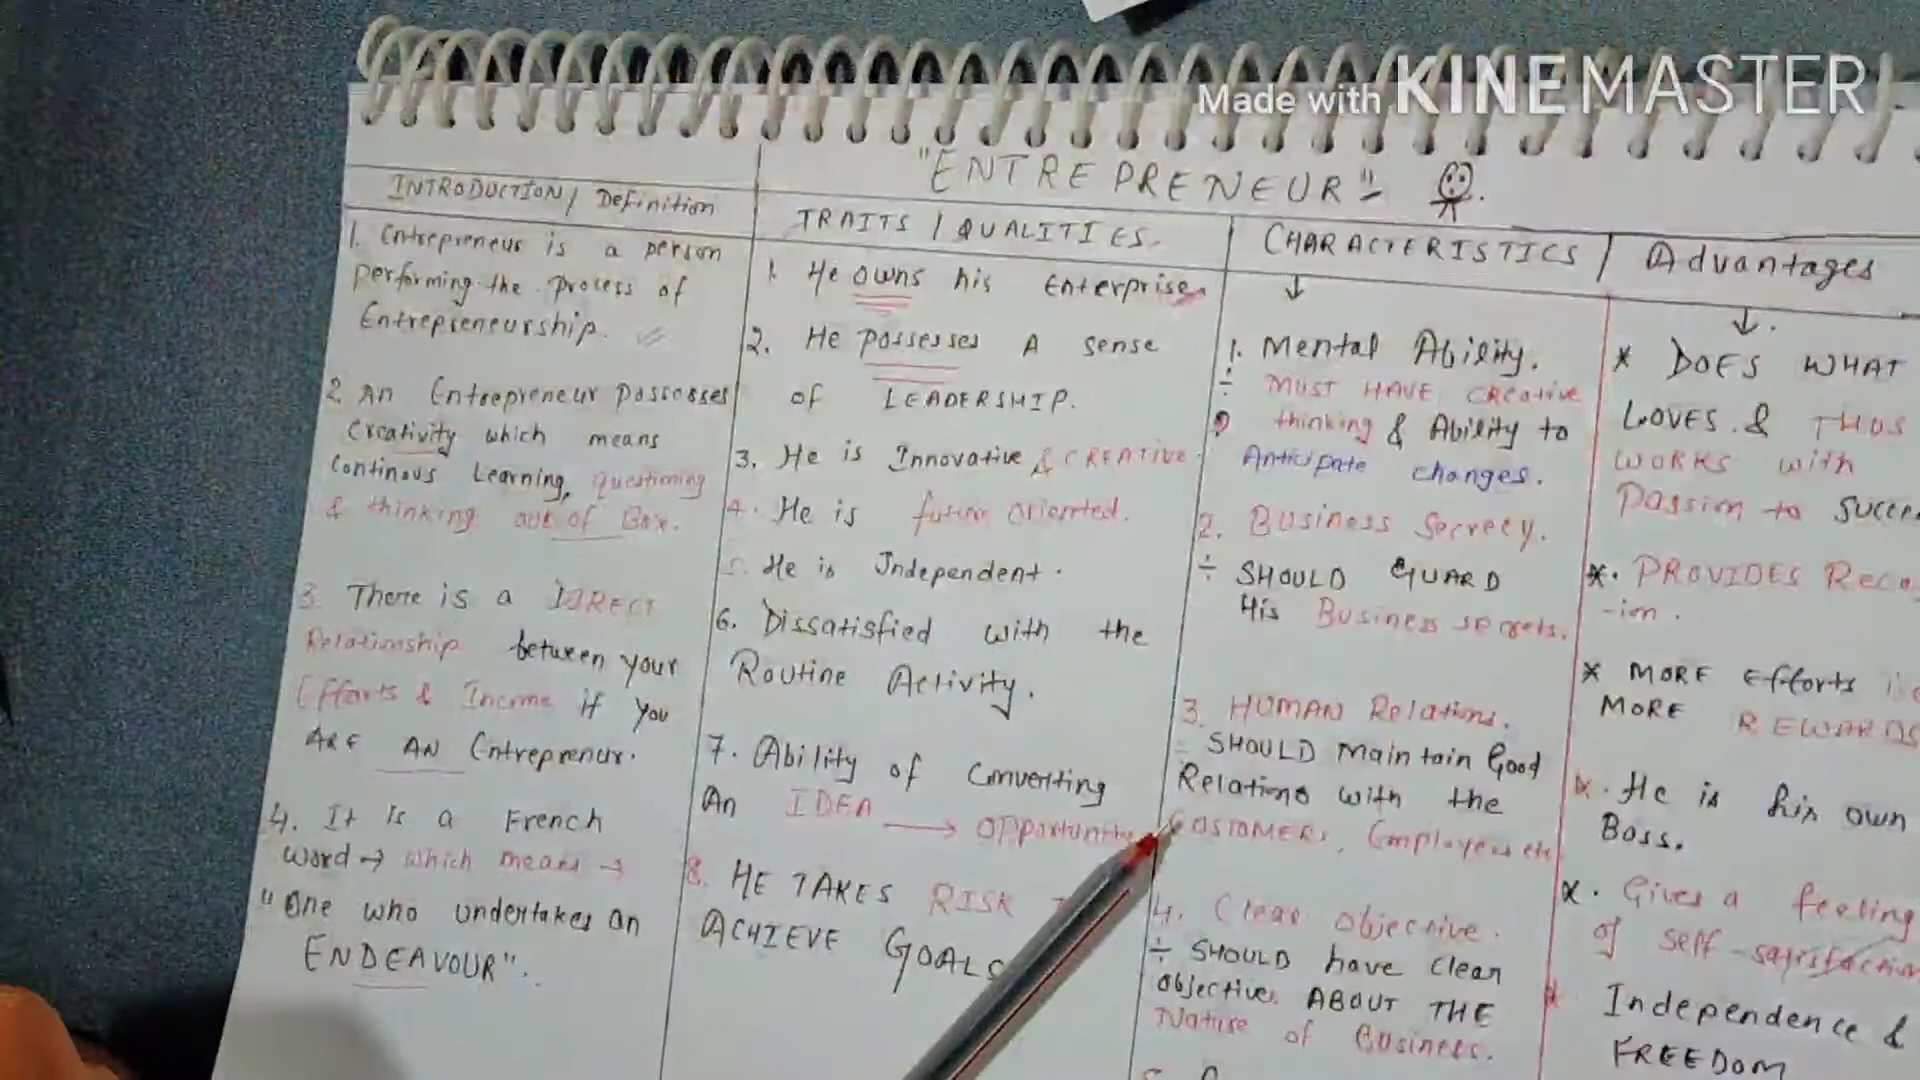 Made with KINEMASTER
"ENTREPRENEUR"
INTRODUCTION/ Definition
1. Entrepreneur is a person
performing the process of
Entrepreneurship.
2. An Entrepreneur Possesses
Creativity which means
Continous Learning, questioning
& thinking out of Box.
3. There is a DIRECT
Relationship between your
Efforts & Income if you
ARE AN Entrepreneur.
4. It is a French
word → which means →
"One who undertakes an
ENDEAVOUR".
TRAITS / QUALITIES.
1. He owns his Enterprise
2. He possesses A sense
of LEADERSHIP.
3. He is Innovative & CREATIVE
4. He is future oriented.
5. He is Independent.
6. Dissatisfied with the
Routine Activity.
7. Ability of Converting
An IDEA → opportunity
8. HE TAKES RISK
ACHIEVE GOALS
CHARACTERISTICS /
1. Mental Ability.
÷ MUST HAVE Creative
thinking & Ability to
Anticipate changes.
2. Business Secrecy.
÷ SHOULD GUARD
His Business secrets.
3. HUMAN Relations.
÷ SHOULD Maintain Good
Relations with the
CUSTOMERS, Employees etc
4. Clear Objective.
÷ SHOULD have clear
objectives ABOUT THE
Nature of Business.
Advantages
* DOES WHAT
LOVES & THUS
WORKS with
Passion to
*. PROVIDES
-ion.
* MORE Efforts
MORE REWARDS
*. He is his own
Boss.
*. Gives a feeling
of self-satisfaction
* Independence &
FREEDOM